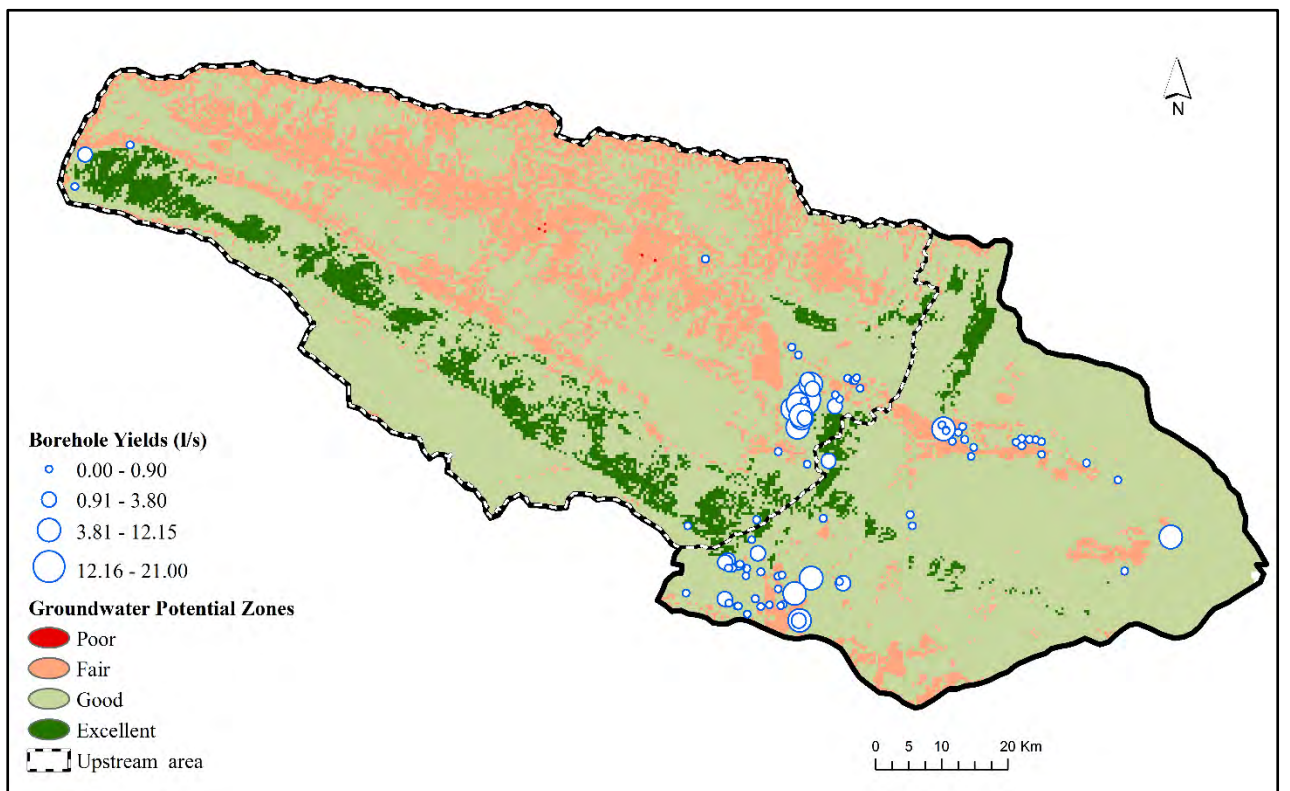 N
Borehole Yields (l/s)
0.00 - 0.90
0.91 - 3.80
3.81 - 12.15
12.16 - 21.00
Groundwater Potential Zones
Poor
Fair
Good
Excellent
Upstream area
0 5 10 20 Km